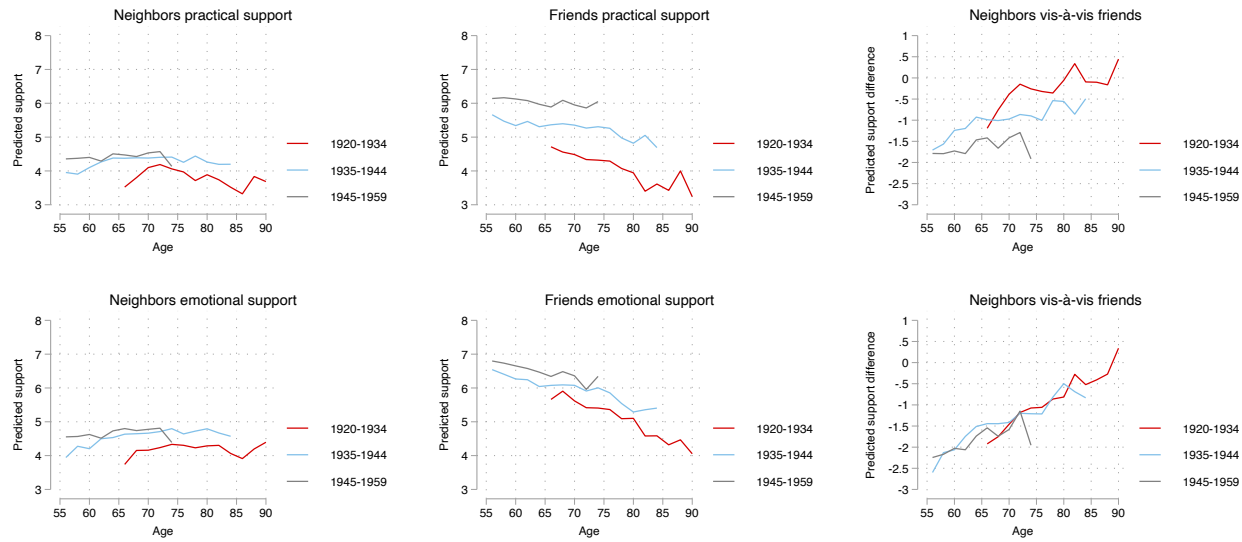 Neighbors practical support
8
7
6
5
4
3
Predicted support
55 60 65 70 75 80 85 90
Age
1920-1934
1935-1944
1945-1959
Friends practical support
8
7
6
5
4
3
Predicted support
55 60 65 70 75 80 85 90
Age
1920-1934
1935-1944
1945-1959
Neighbors vis-à-vis friends
1
.5
0
-.5
-1
-1.5
-2
-2.5
-3
Predicted support difference
55 60 65 70 75 80 85 90
Age
1920-1934
1935-1944
1945-1959
Neighbors emotional support
8
7
6
5
4
3
Predicted support
55 60 65 70 75 80 85 90
Age
1920-1934
1935-1944
1945-1959
Friends emotional support
8
7
6
5
4
3
Predicted support
55 60 65 70 75 80 85 90
Age
1920-1934
1935-1944
1945-1959
Neighbors vis-à-vis friends
1
.5
0
-.5
-1
-1.5
-2
-2.5
-3
Predicted support difference
55 60 65 70 75 80 85 90
Age
1920-1934
1935-1944
1945-1959